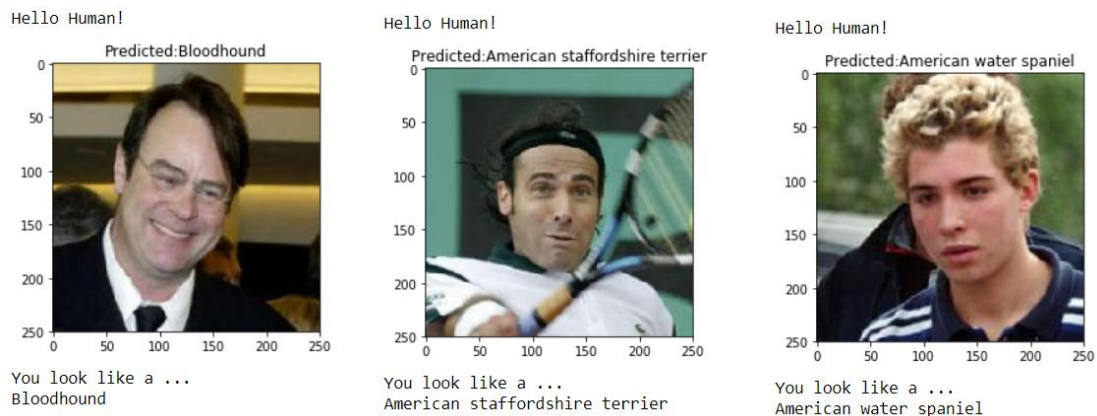 Hello Human!
Predicted:Bloodhound
0
50
100
150
200
250
0 50 100 150 200 250
You look like a ...
Bloodhound
Hello Human!
Predicted:American staffordshire terrier
0
50
100
150
200
250
0 50 100 150 200 250
You look like a ...
American staffordshire terrier
Hello Human!
Predicted:American water spaniel
0
50
100
150
200
250
0 50 100 150 200 250
You look like a ...
American water spaniel